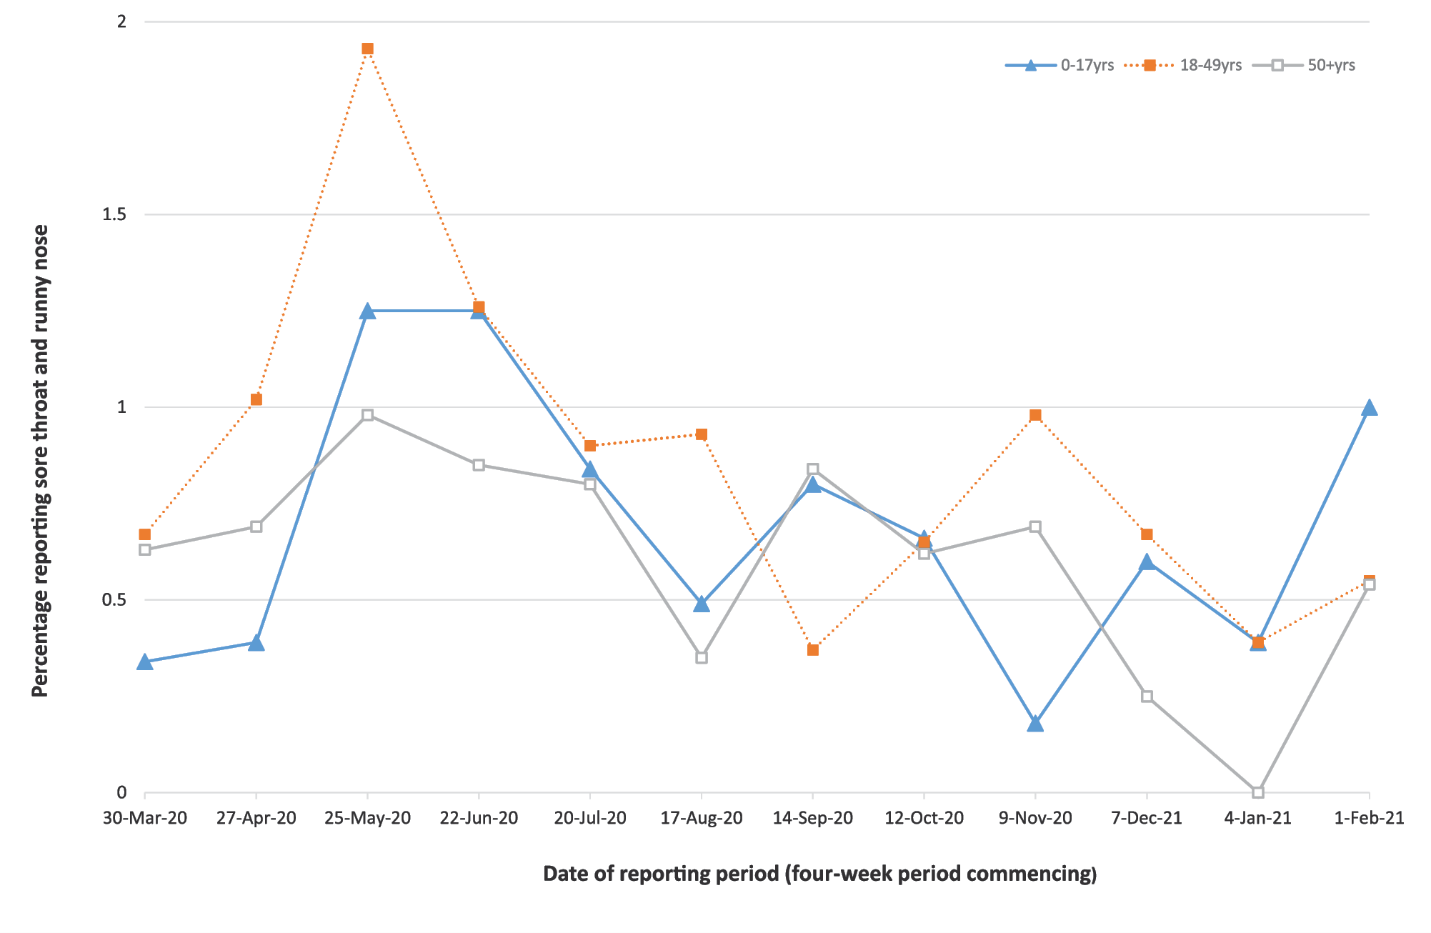 2
0-17yrs 18-49yrs 50+yrs
1.5
1
0.5
0
Percentage reporting sore throat and runny nose
30-Mar-20 27-Apr-20 25-May-20 22-Jun-20 20-Jul-20 17-Aug-20 14-Sep-20 12-Oct-20 9-Nov-20 7-Dec-21 4-Jan-21 1-Feb-21
Date of reporting period (four-week period commencing)